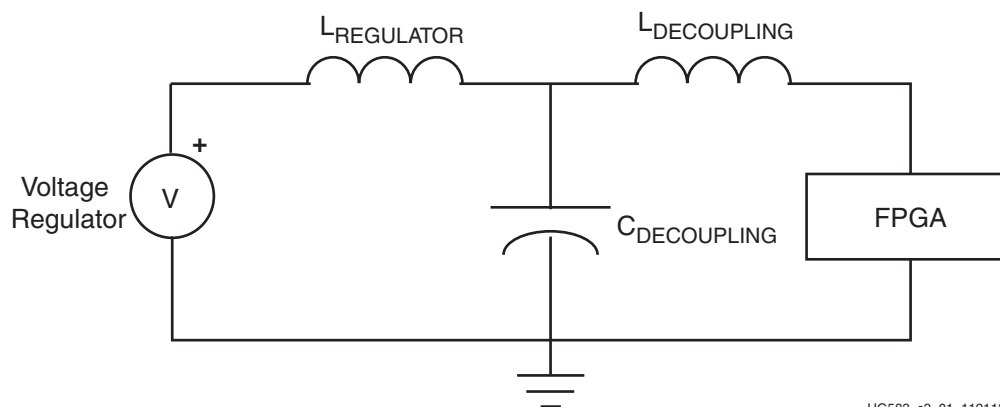 LREGULATOR
LDECOUPLING
+
Voltage
Regulator
V
CDECOUPLING
FPGA